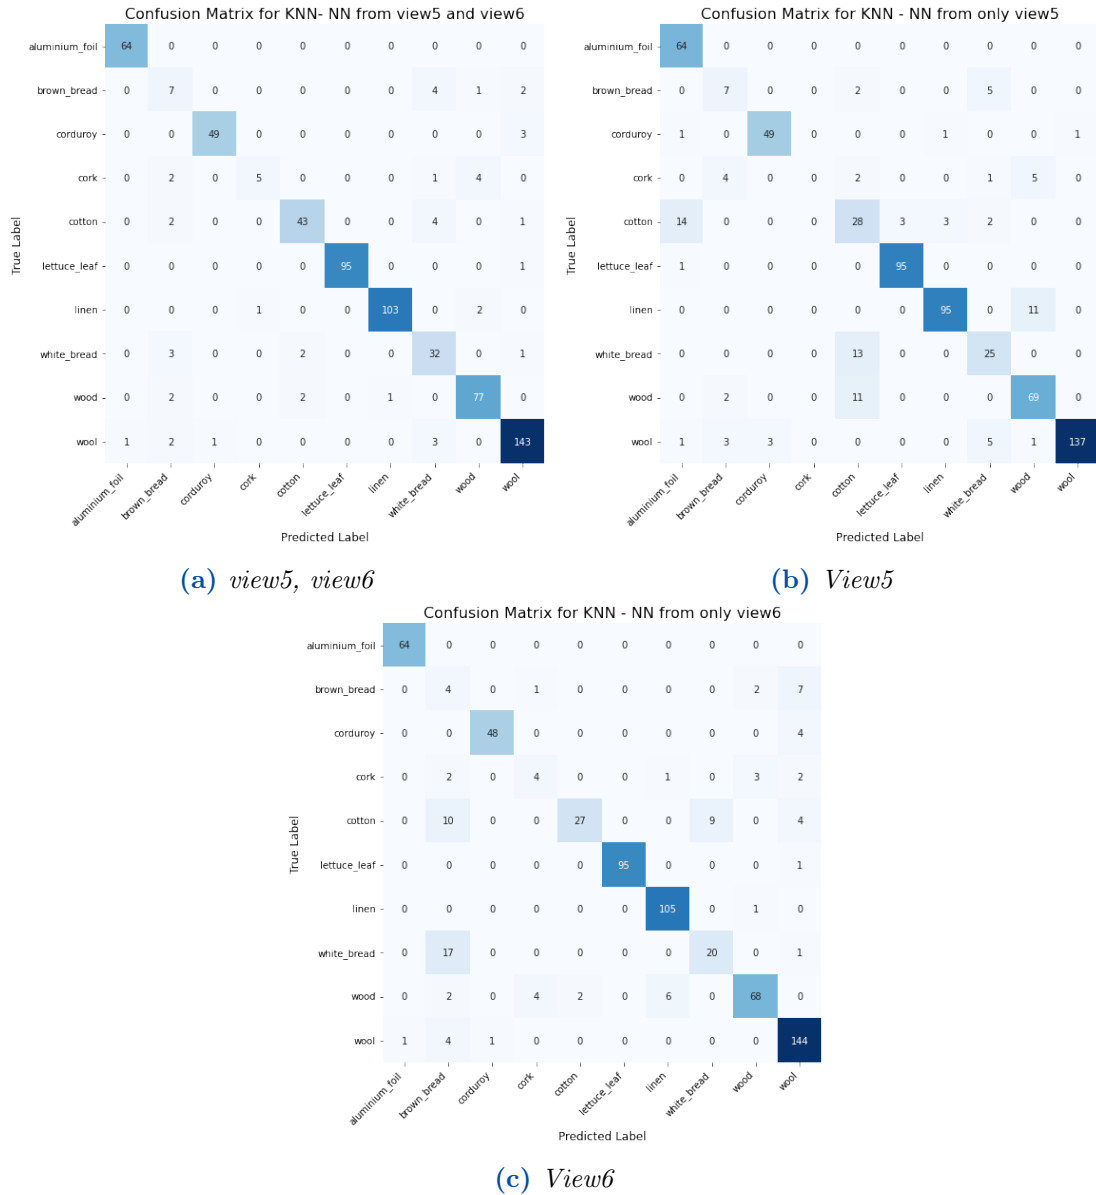 Confusion Matrix for KNN- NN from view5 and view6
aluminium_foil 64 0 0 0 0 0 0 0 0 0
brown_bread 0 7 0 0 0 0 0 4 1 2
corduroy 0 0 49 0 0 0 0 0 0 3
cork 0 2 0 5 0 0 0 1 4 0
cotton 0 2 0 0 43 0 0 4 0 1
lettuce_leaf 0 0 0 0 0 95 0 0 0 1
linen 0 0 0 1 0 0 103 0 2 0
white_bread 0 3 0 0 2 0 0 32 0 1
wood 0 2 0 0 2 0 1 0 77 0
wool 1 2 1 0 0 0 0 3 0 143
True Label
aluminium_foil brown_bread corduroy cork cotton lettuce_leaf linen white_bread wood wool
Predicted Label
(a) view5, view6
Confusion Matrix for KNN - NN from only view5
aluminium_foil 64 0 0 0 0 0 0 0 0 0
brown_bread 0 7 0 0 2 0 0 5 0 0
corduroy 1 0 49 0 0 0 1 0 0 1
cork 0 4 0 0 2 0 0 1 5 0
cotton 14 0 0 0 28 3 3 2 0 0
lettuce_leaf 1 0 0 0 0 95 0 0 0 0
linen 0 0 0 0 0 0 95 0 11 0
white_bread 0 0 0 0 13 0 0 25 0 0
wood 0 2 0 0 11 0 0 0 69 0
wool 1 3 3 0 0 0 0 5 1 137
True Label
aluminium_foil brown_bread corduroy cork cotton lettuce_leaf linen white_bread wood wool
Predicted Label
(b) View5
Confusion Matrix for KNN - NN from only view6
aluminium_foil 64 0 0 0 0 0 0 0 0 0
brown_bread 0 4 0 1 0 0 0 0 2 7
corduroy 0 0 48 0 0 0 0 0 0 4
cork 0 2 0 4 0 0 1 0 3 2
cotton 0 10 0 0 27 0 0 9 0 4
lettuce_leaf 0 0 0 0 0 95 0 0 0 1
linen 0 0 0 0 0 0 105 0 1 0
white_bread 0 17 0 0 0 0 0 20 0 1
wood 0 2 0 4 2 0 6 0 68 0
wool 1 4 1 0 0 0 0 0 0 144
True Label
aluminium_foil brown_bread corduroy cork cotton lettuce_leaf linen white_bread wood wool
Predicted Label
(c) View6